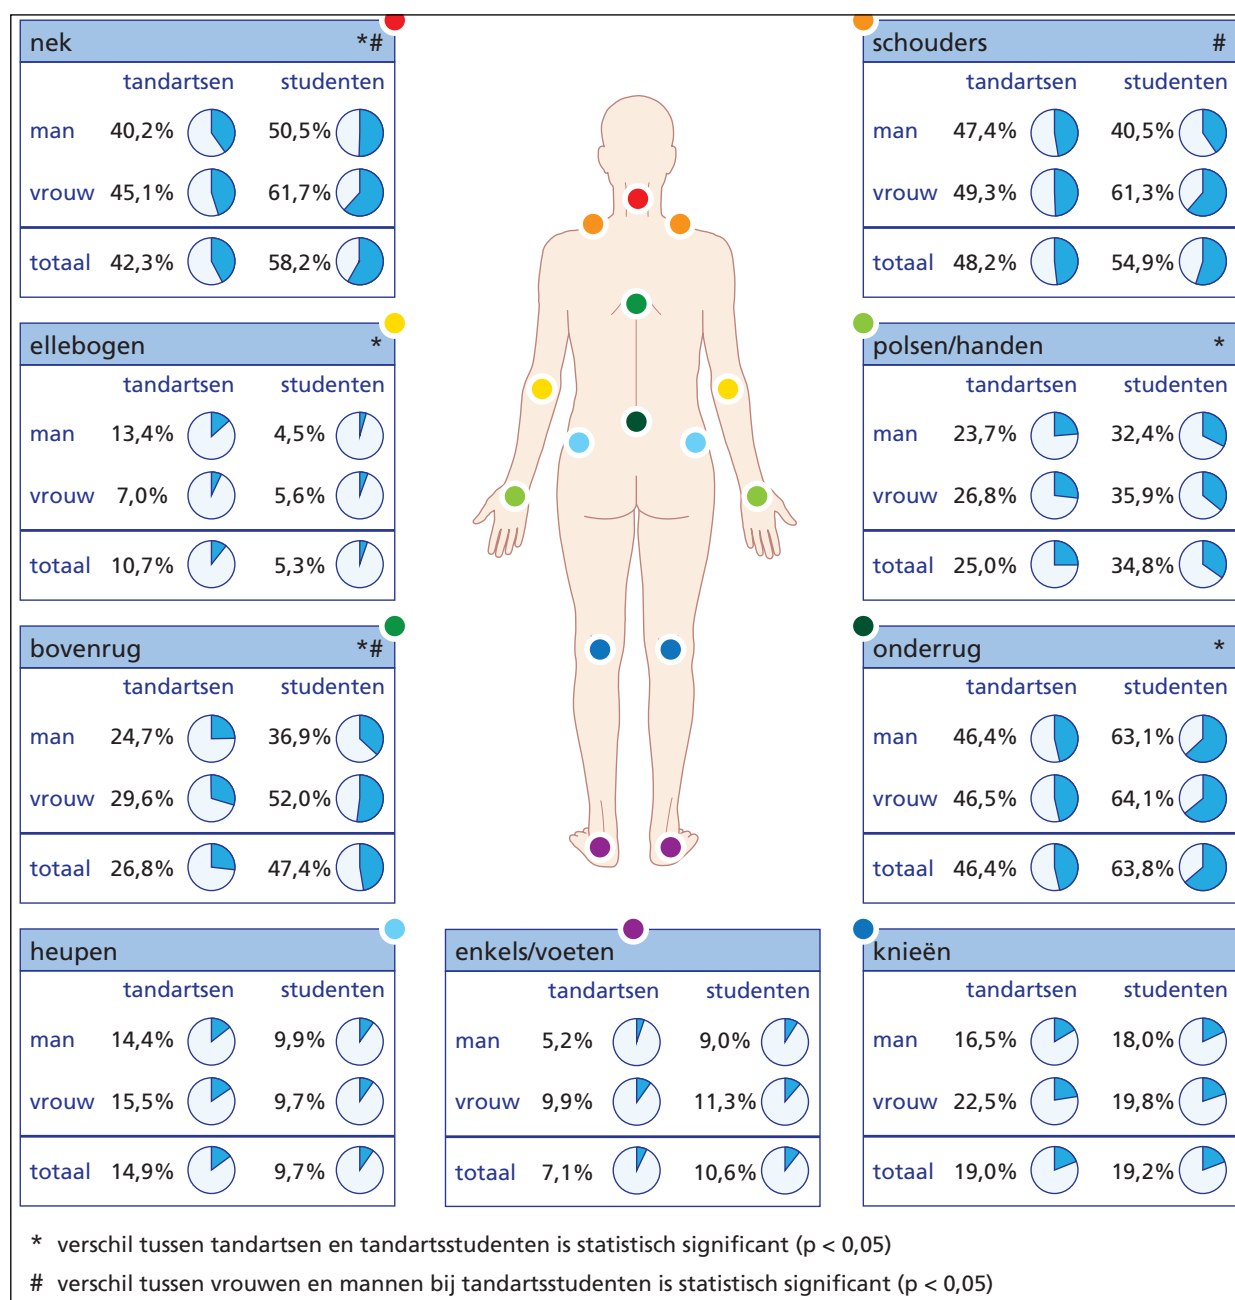 nek *#
tandartsen studenten
man 40,2% 50,5%
vrouw 45,1% 61,7%
totaal 42,3% 58,2%
schouders #
tandartsen studenten
man 47,4% 40,5%
vrouw 49,3% 61,3%
totaal 48,2% 54,9%
ellebogen *
tandartsen studenten
man 13,4% 4,5%
vrouw 7,0% 5,6%
totaal 10,7% 5,3%
polsen/handen *
tandartsen studenten
man 23,7% 32,4%
vrouw 26,8% 35,9%
totaal 25,0% 34,8%
bovenrug *#
tandartsen studenten
man 24,7% 36,9%
vrouw 29,6% 52,0%
totaal 26,8% 47,4%
onderrug *
tandartsen studenten
man 46,4% 63,1%
vrouw 46,5% 64,1%
totaal 46,4% 63,8%
heupen
tandartsen studenten
man 14,4% 9,9%
vrouw 15,5% 9,7%
totaal 14,9% 9,7%
enkels/voeten
tandartsen studenten
man 5,2% 9,0%
vrouw 9,9% 11,3%
totaal 7,1% 10,6%
knieën
tandartsen studenten
man 16,5% 18,0%
vrouw 22,5% 19,8%
totaal 19,0% 19,2%
* verschil tussen tandartsen en tandartsstudenten is statistisch significant (p < 0,05)
# verschil tussen vrouwen en mannen bij tandartsstudenten is statistisch significant (p < 0,05)